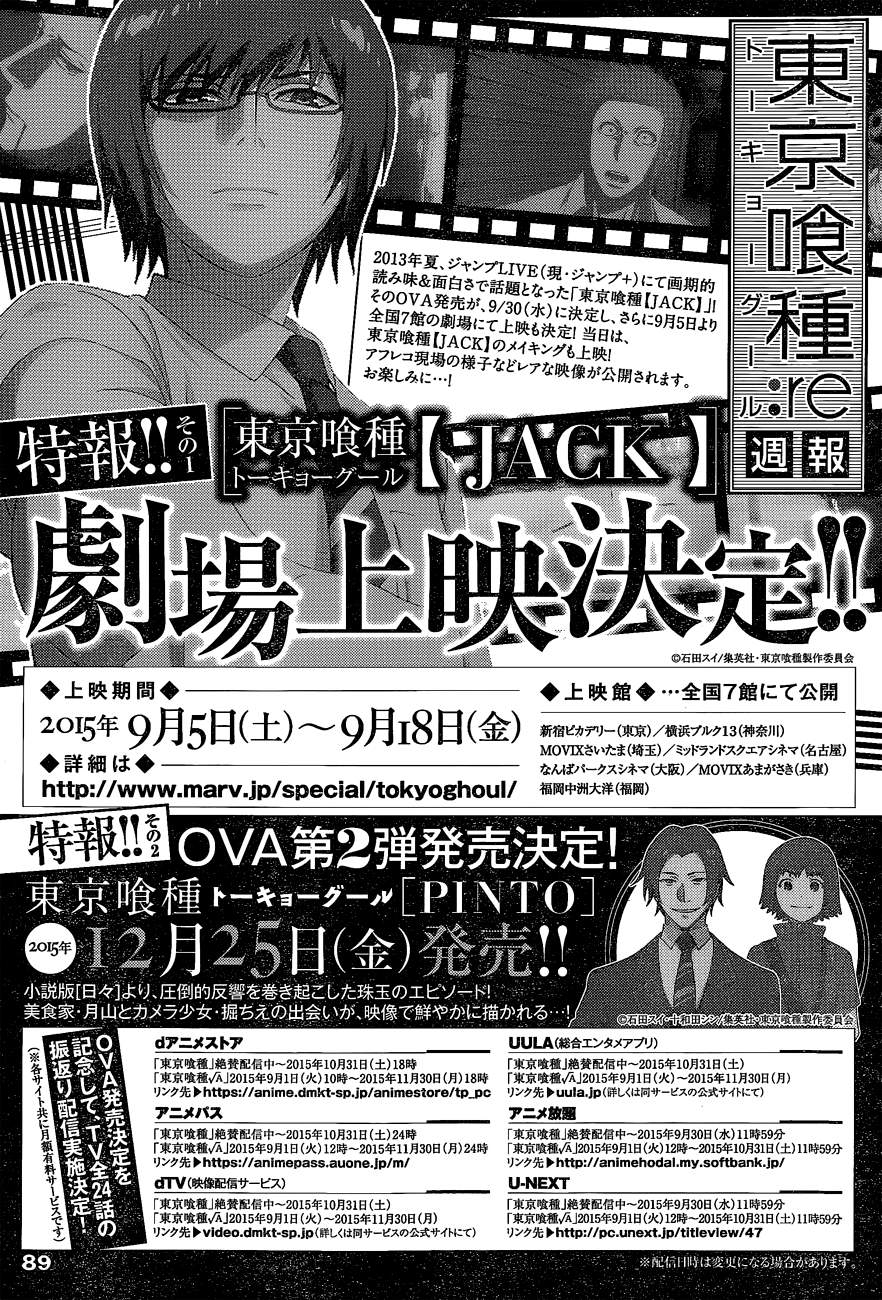 東京喰種:re
トーキョーグール
週報
2013年夏、ジャンプLIVE(現・ジャンプ+)にて画期的
読み味&面白さで話題となった「東京喰種【JACK】」!
そのOVA発売が、9/30(水)に決定し、さらに9月5日より
全国7館の劇場にて上映も決定! 当日は、
東京喰種【JACK】のメイキングも上映!
アフレコ現場の様子などレアな映像が公開されます。
お楽しみに…!
特報!! その1
東京喰種
トーキョーグール
【JACK】
劇場上映決定!!
©石田スイ/集英社・東京喰種製作委員会
◆上映期間◆
2015年 9月5日(土)～9月18日(金)
◆詳細は◆
http://www.marv.jp/special/tokyoghoul/
◆上映館◆…全国7館にて公開
新宿ピカデリー(東京)/横浜ブルク13(神奈川)
MOVIXさいたま(埼玉)/ミッドランドスクエアシネマ(名古屋)
なんばパークスシネマ(大阪)/MOVIXあまがさき(兵庫)
福岡中洲大洋(福岡)
特報!! その2
OVA第2弾発売決定!
東京喰種トーキョーグール[PINTO]
2015年 12月25日(金)発売!!
小説版[日々]より、圧倒的反響を巻き起こした珠玉のエピソード!
美食家・月山とカメラ少女・掘ちえの出会いが、映像で鮮やかに描かれる…!
©石田スイ・十和田シン/集英社・東京喰種製作委員会
OVA発売決定を
記念して、TV全24話の
振返り配信実施決定!
(※各サイト共に月額有料サービスです)
dアニメストア
「東京喰種」絶賛配信中～2015年10月31日(土)18時
「東京喰種√A」2015年9月1日(火)10時～2015年11月30日(月)18時
リンク先▶https://anime.dmkt-sp.jp/animestore/tp_pc
アニメパス
「東京喰種」絶賛配信中～2015年10月31日(土)24時
「東京喰種√A」2015年9月1日(火)12時～2015年11月30日(月)24時
リンク先▶https://animepass.auone.jp/m/
dTV(映像配信サービス)
「東京喰種」絶賛配信中～2015年10月31日(土)
「東京喰種√A」2015年9月1日(火)～2015年11月30日(月)
リンク先▶video.dmkt-sp.jp(詳しくは同サービスの公式サイトにて)
UULA(総合エンタメアプリ)
「東京喰種」絶賛配信中～2015年10月31日(土)
「東京喰種√A」2015年9月1日(火)～2015年11月30日(月)
リンク先▶uula.jp(詳しくは同サービスの公式サイトにて)
アニメ放題
「東京喰種」絶賛配信中～2015年9月30日(水)11時59分
「東京喰種√A」2015年9月1日(火)12時～2015年10月31日(土)11時59分
リンク先▶http://animehodai.my.softbank.jp/
U-NEXT
「東京喰種」絶賛配信中～2015年9月30日(水)11時59分
「東京喰種√A」2015年9月1日(火)12時～2015年10月31日(土)11時59分
リンク先▶http://pc.unext.jp/titleview/47
89
※配信日時は変更になる場合があります。